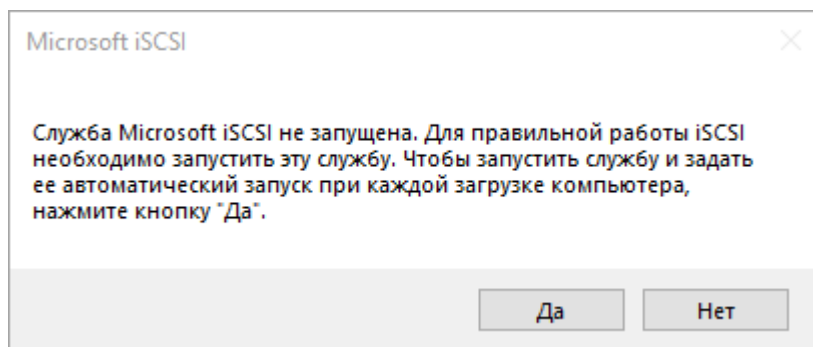 Microsoft iSCSI
Служба Microsoft iSCSI не запущена. Для правильной работы iSCSI
необходимо запустить эту службу. Чтобы запустить службу и задать
ее автоматический запуск при каждой загрузке компьютера,
нажмите кнопку "Да".
Да
Нет